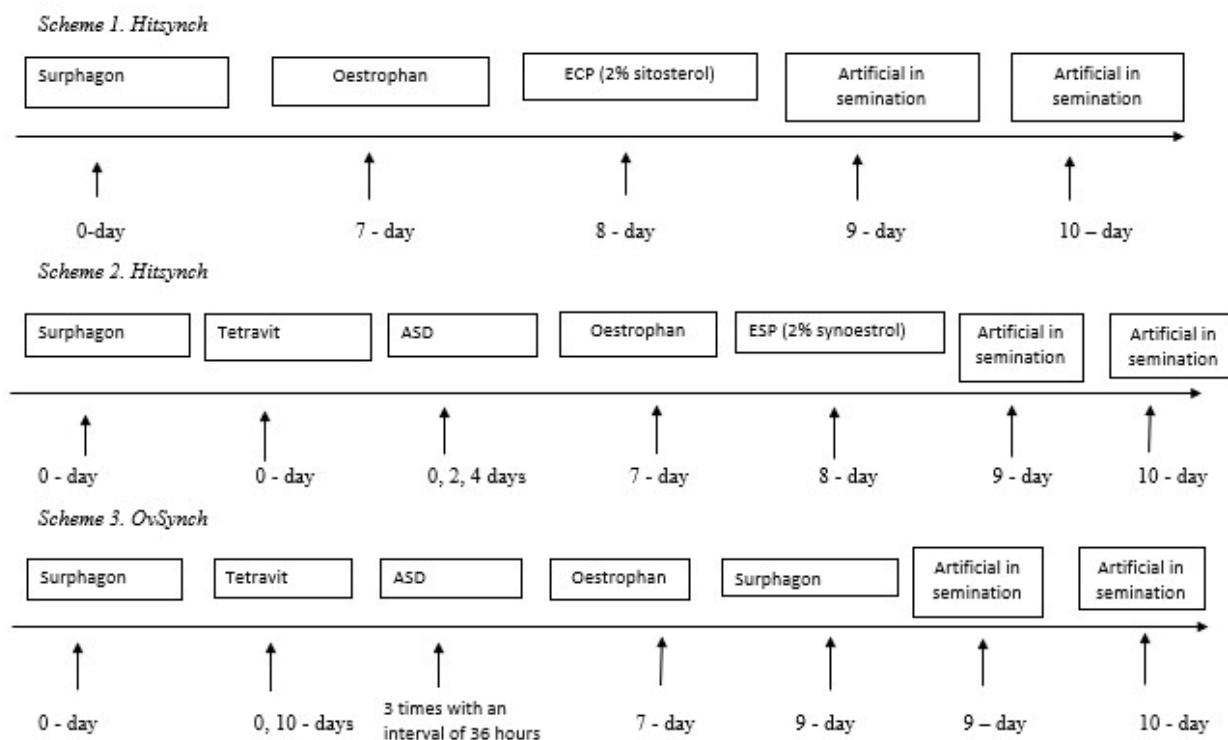 Scheme 1. Hitsynch
Surphagon
Oestrophan
ECP (2% sitosterol)
Artificial in
semination
Artificial in
semination
0-day
7 - day
8 - day
9 - day
10 – day
Scheme 2. Hitsynch
Surphagon
Tetravit
ASD
Oestrophan
ESP (2% synoestrol)
Artificial in
semination
Artificial in
semination
0 - day
0 - day
0, 2, 4 days
7 - day
8 - day
9 - day
10 - day
Scheme 3. OvSynch
Surphagon
Tetravit
ASD
Oestrophan
Surphagon
Artificial in
semination
Artificial in
semination
0 - day
0, 10 - days
3 times with an
interval of 36 hours
7 - day
9 - day
9 – day
10 - day